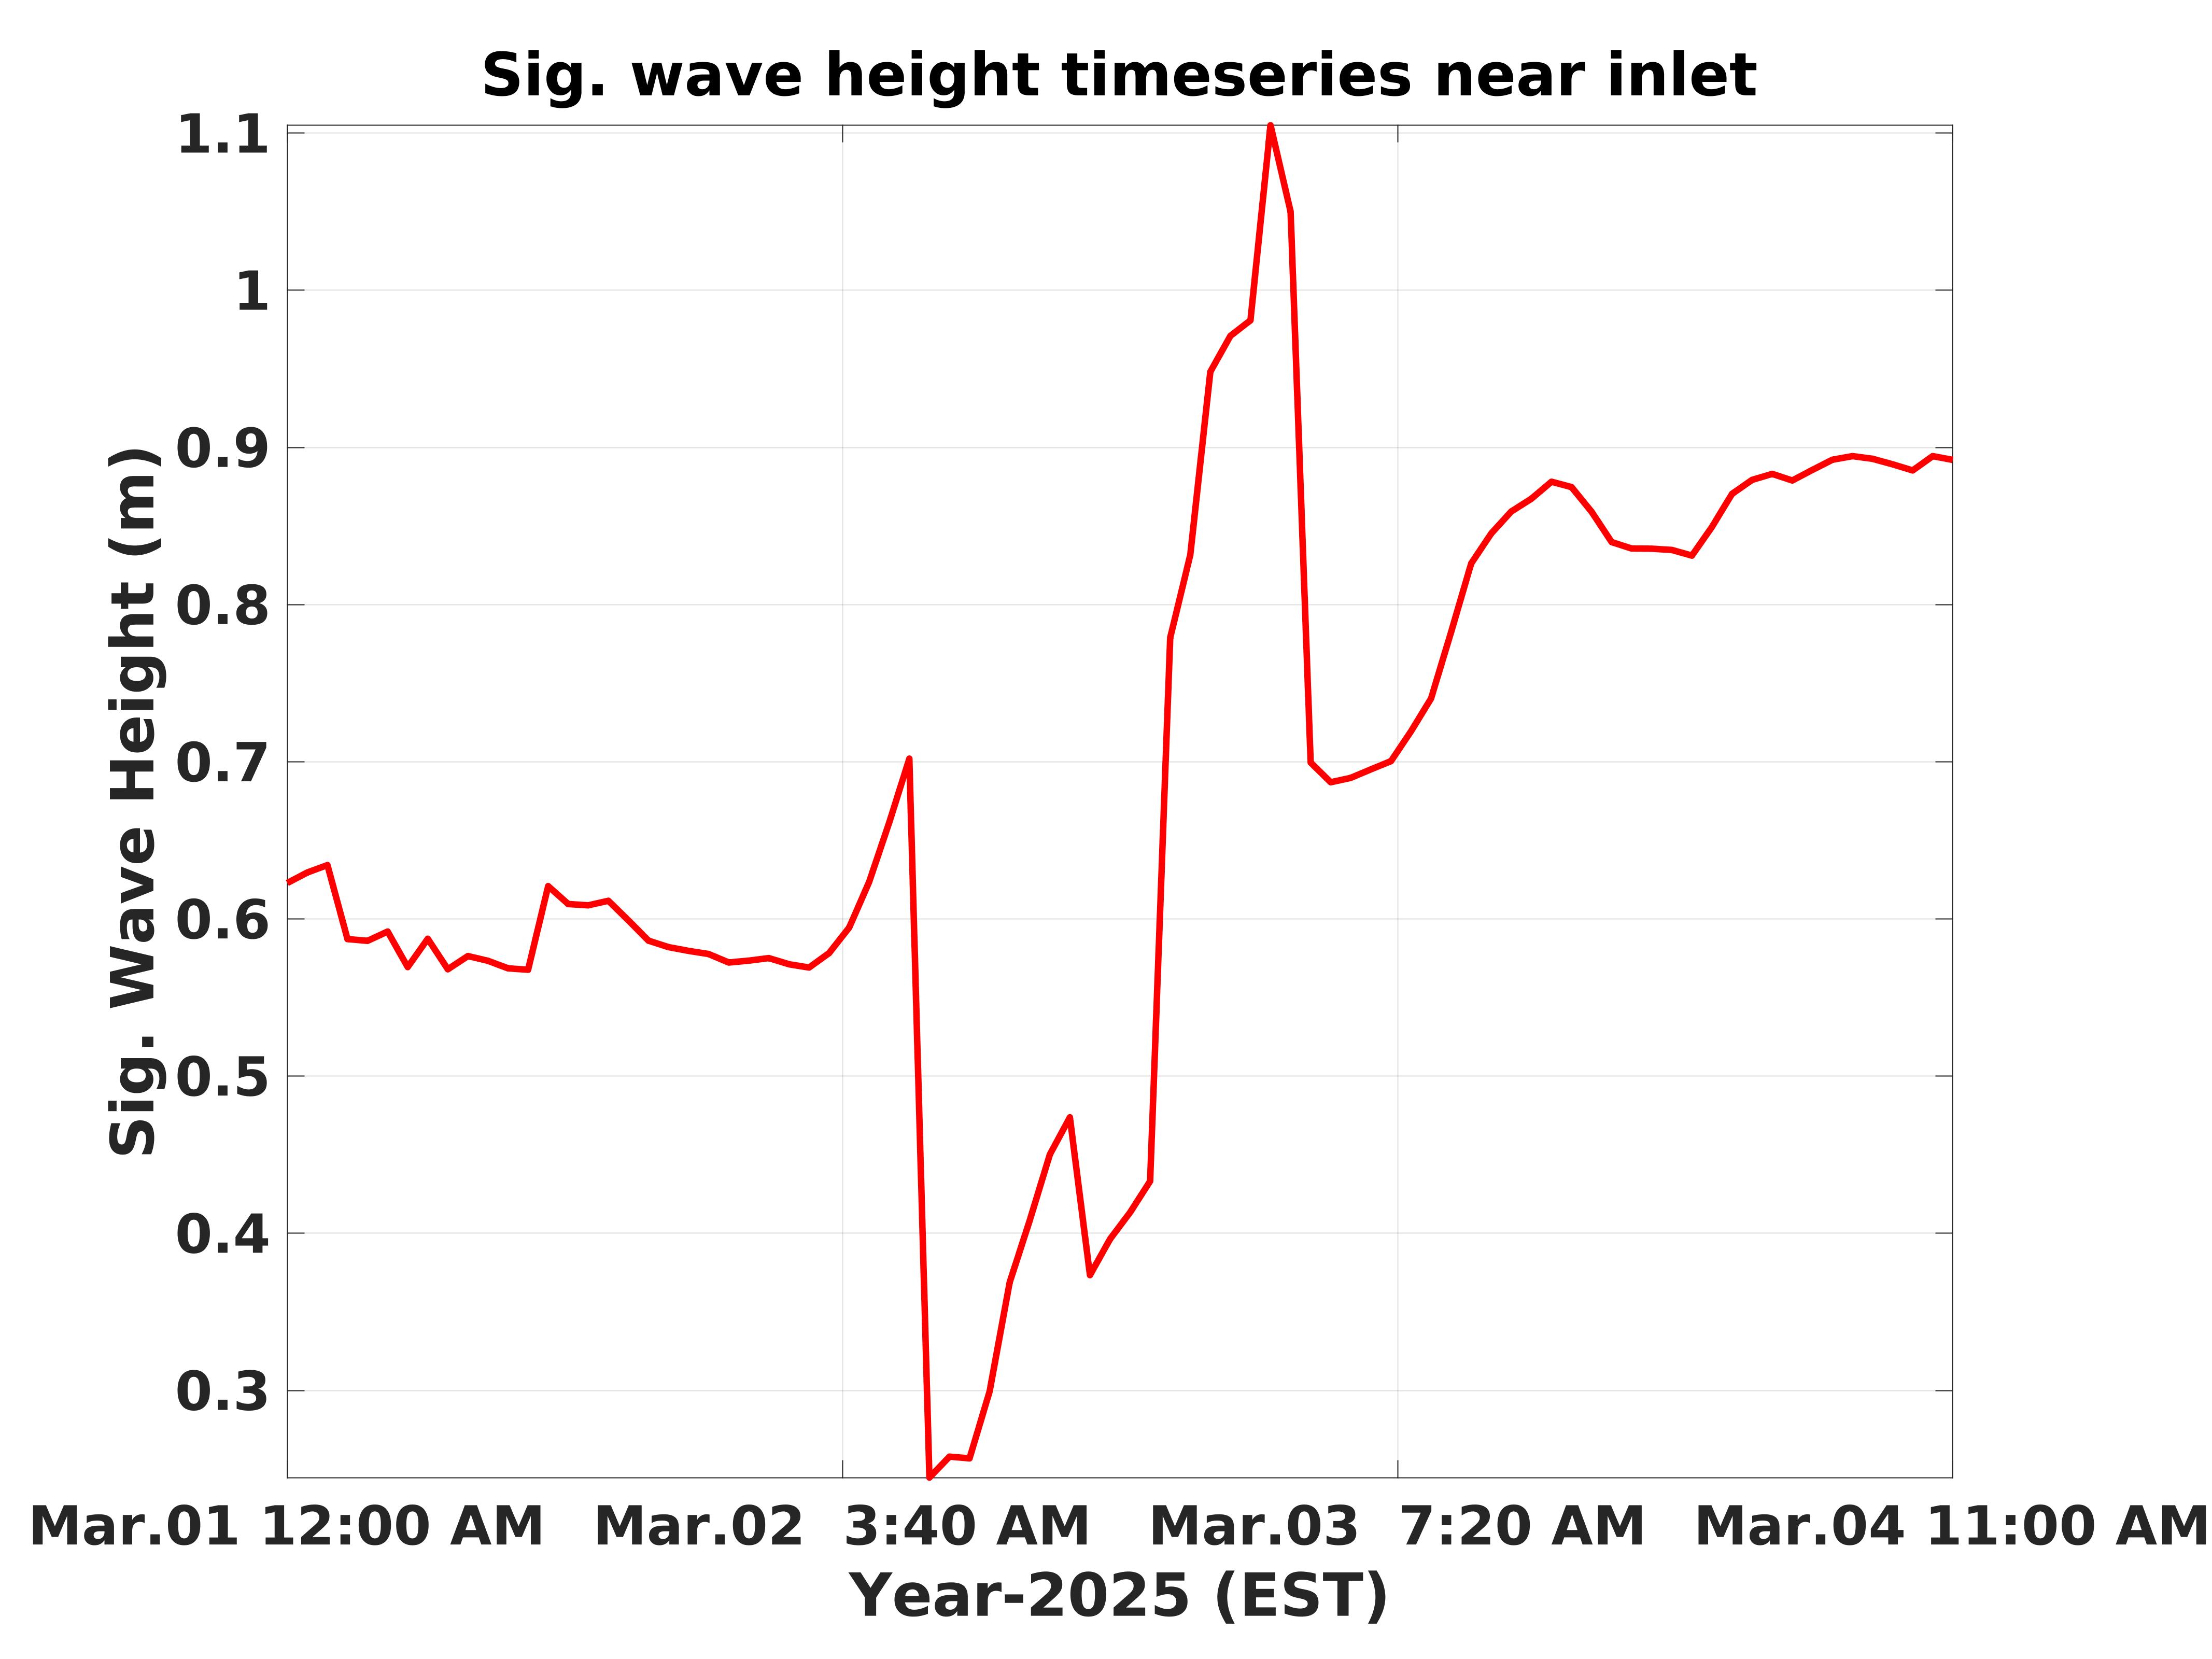 Sig. wave height timeseries near inlet
Sig. Wave Height (m)
1.1
1
0.9
0.8
0.7
0.6
0.5
0.4
0.3
Mar.01 12:00 AM Mar.02 3:40 AM Mar.03 7:20 AM Mar.04 11:00 AM
Year-2025 (EST)